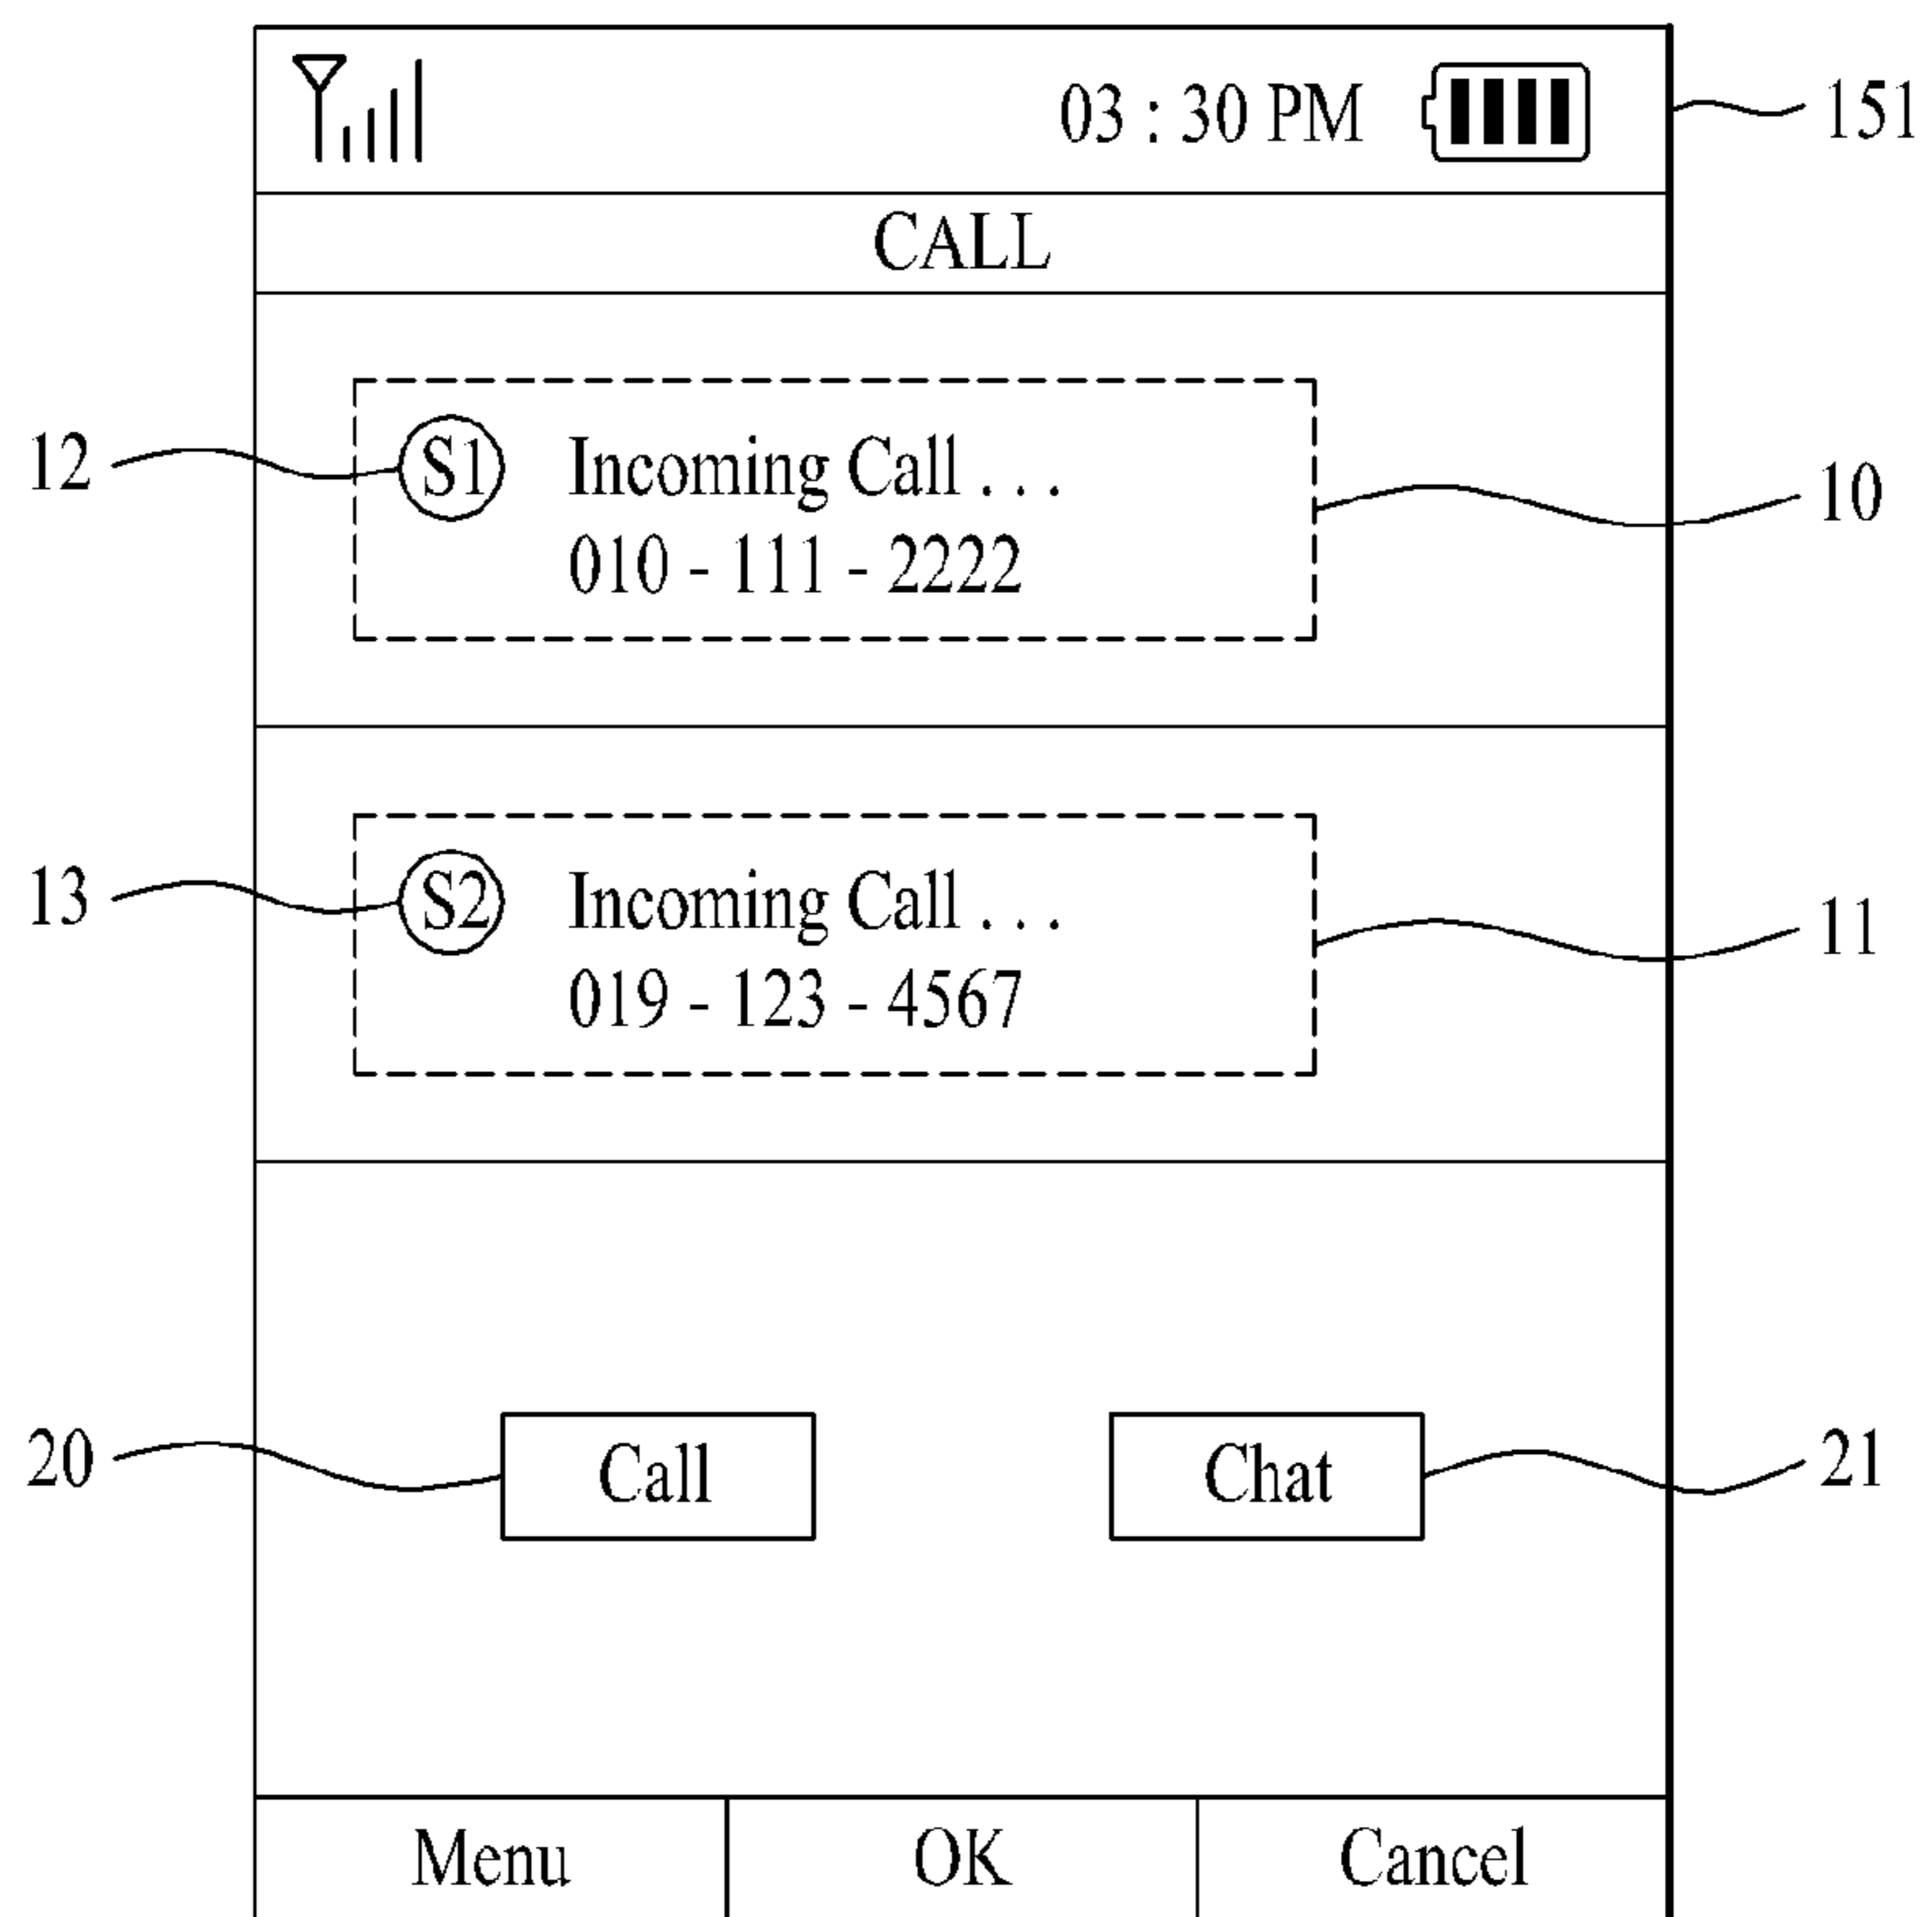 03 : 30 PM
151
CALL
12
S1
Incoming Call . . .
10
010 - 111 - 2222
13
S2
Incoming Call . . .
11
019 - 123 - 4567
20
Call
Chat
21
Menu
OK
Cancel